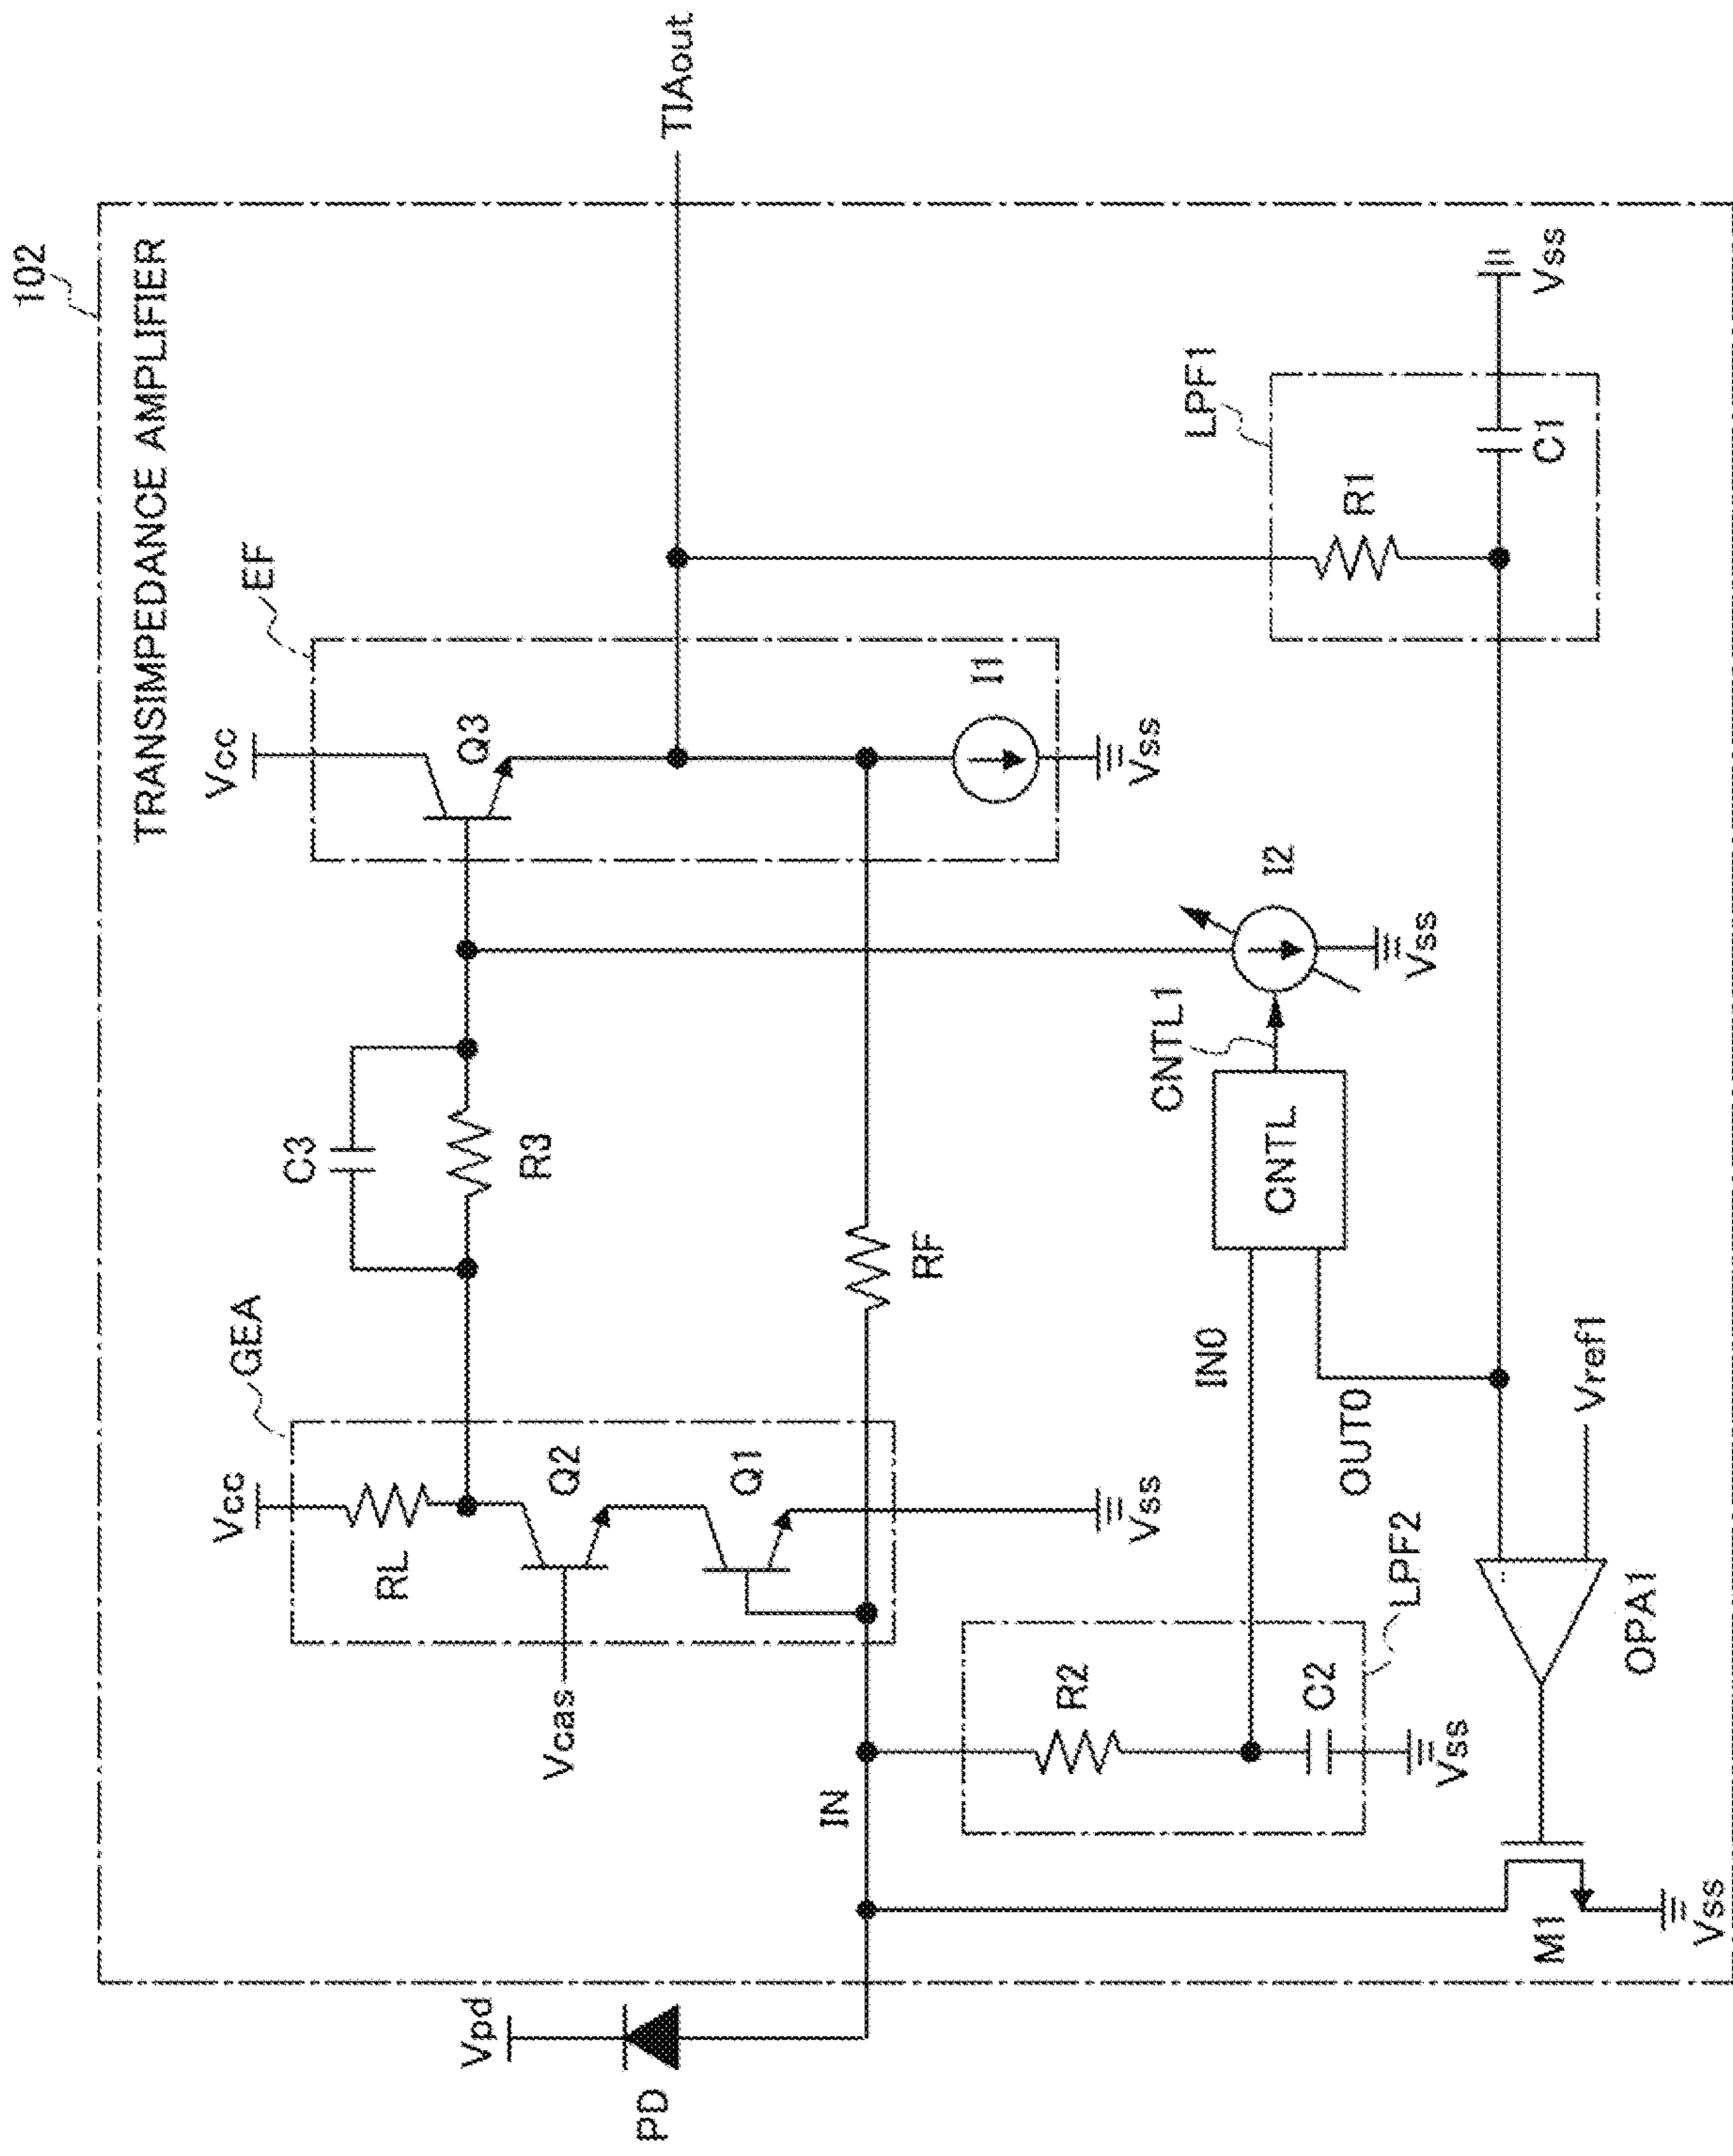 102
TRANSIMPEDANCE AMPLIFIER
Vcc
GEA
C3
Vcc
EF
RL
R3
Q3
TIAout
Q2
Vcas
Q1
Vpd
PD
IN
RF
Vss
I1
Vss
LPF1
R2
IN0
CNTL1
I2
R1
C2
LPF2
CNTL
Vss
Vss
OUT0
C1
Vss
M1
OPA1
Vref1
Vss